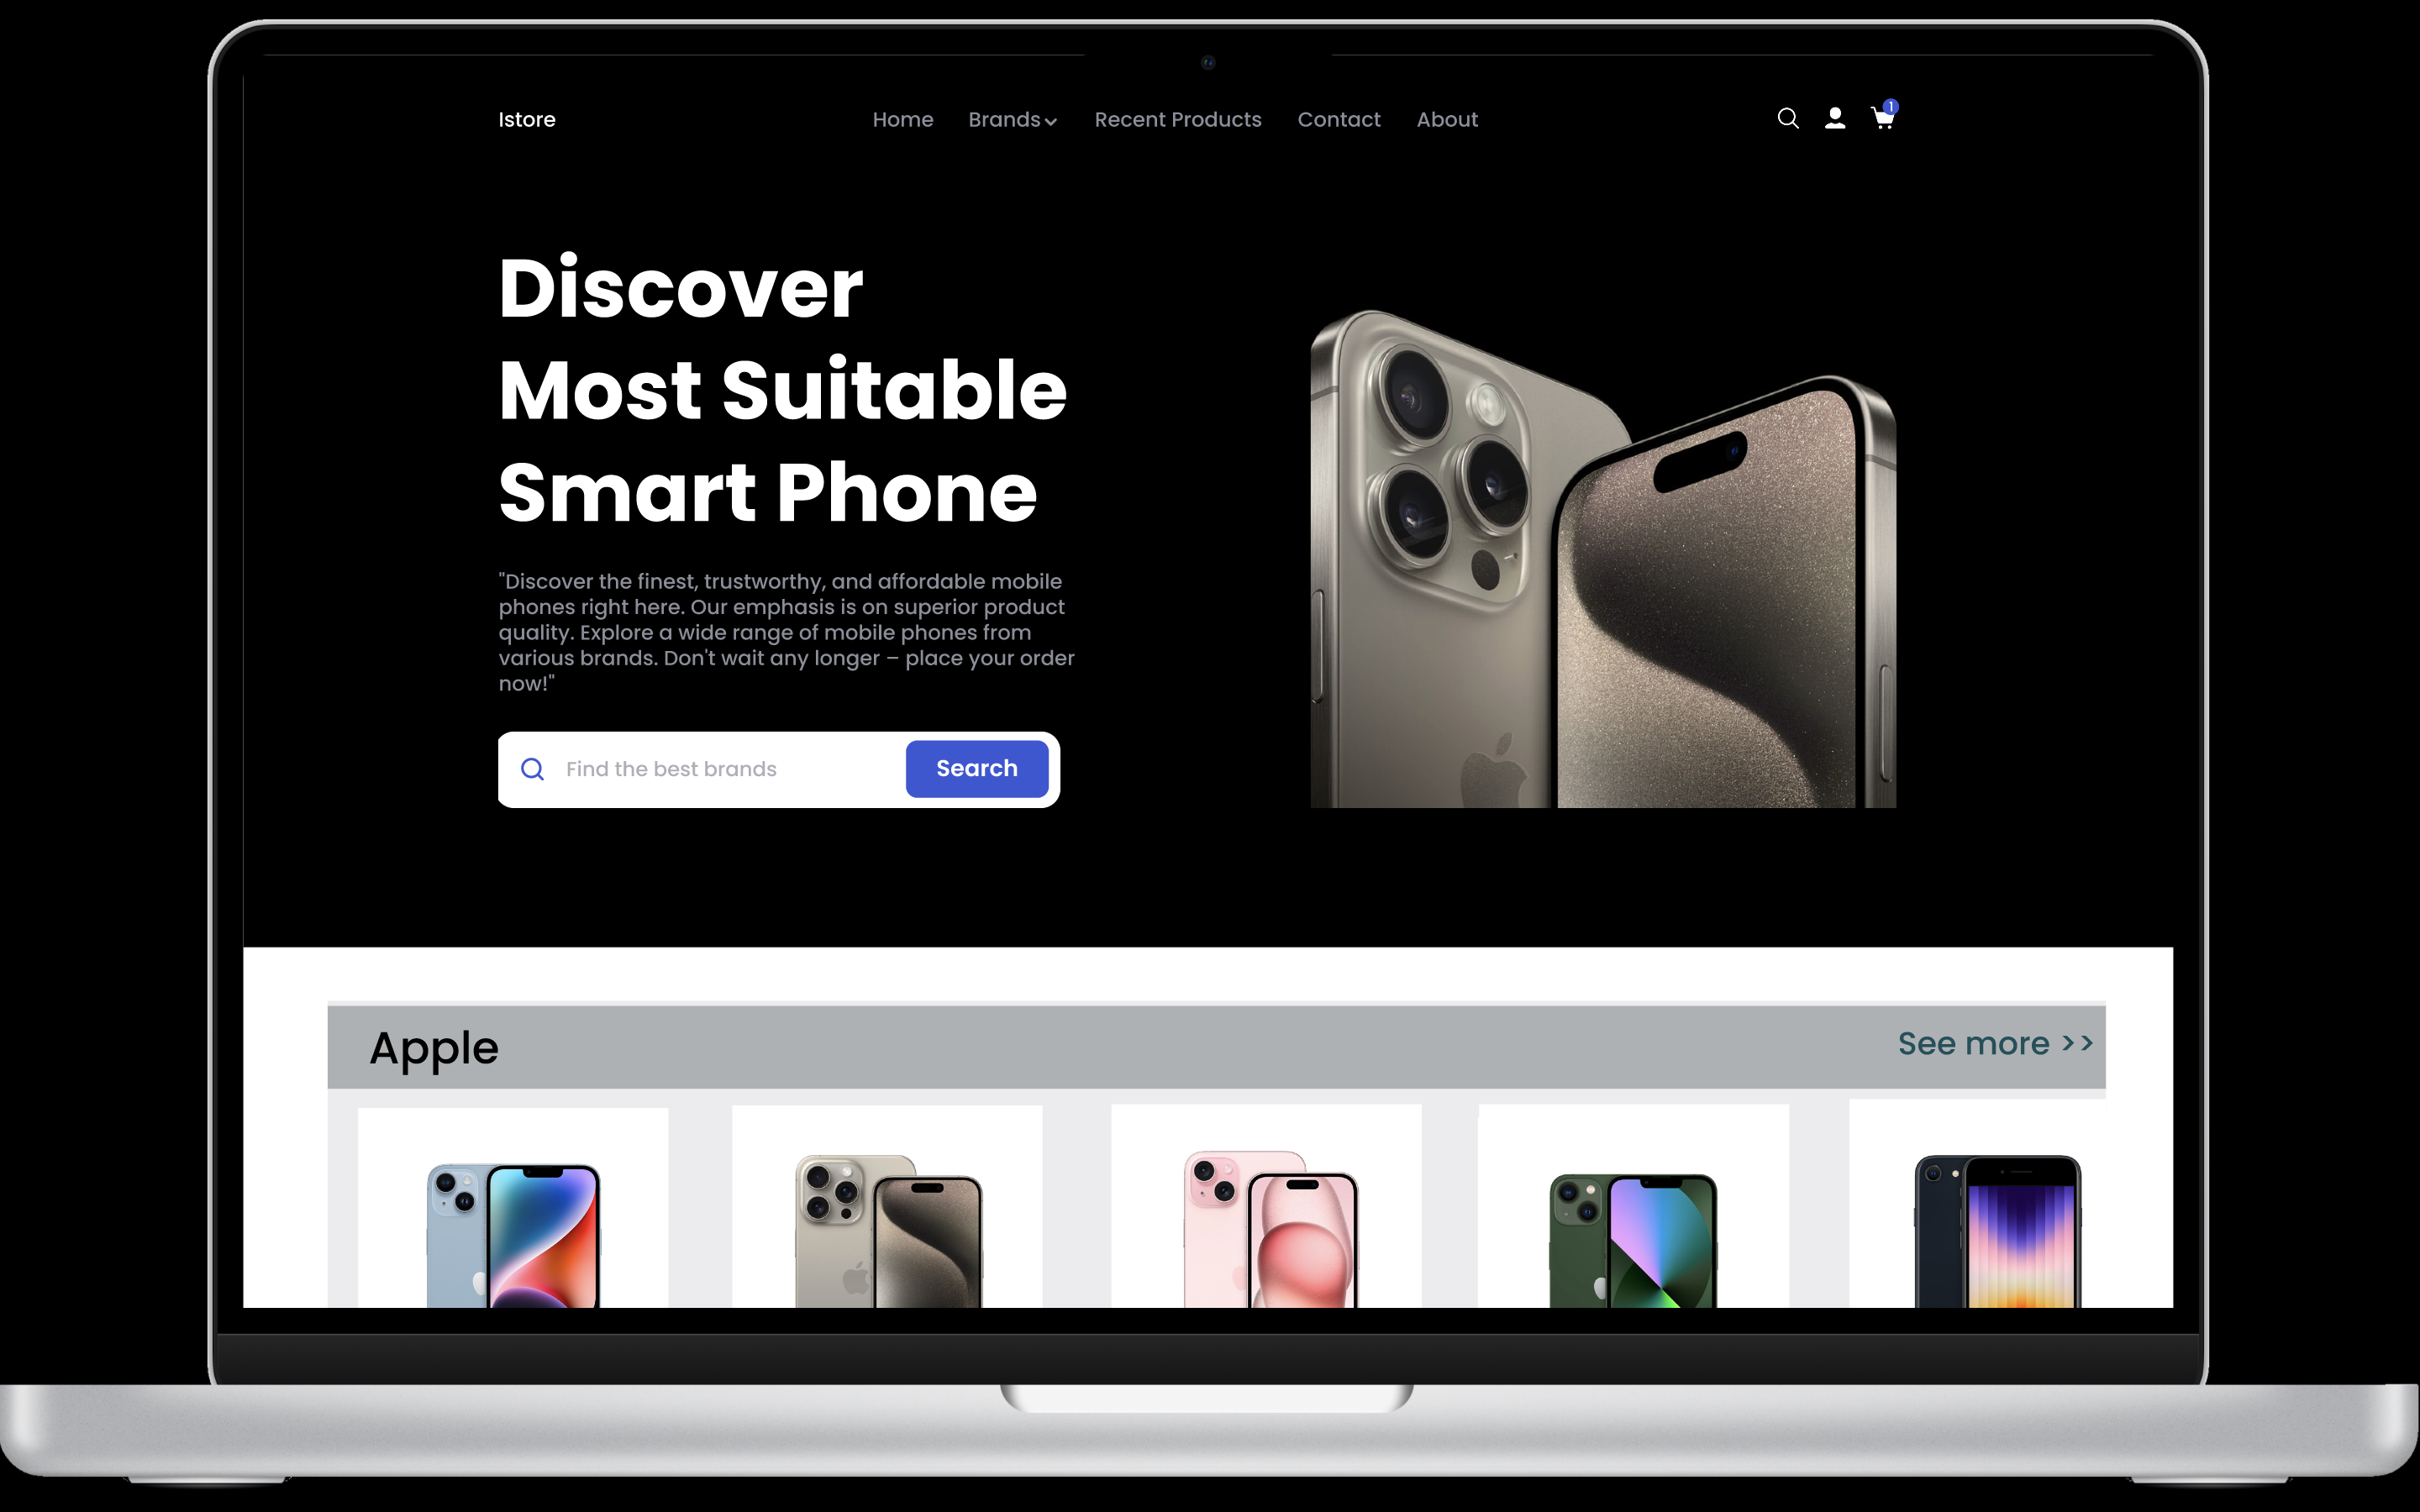 Istore
Home Brands Recent Products Contact About
1
Discover
Most Suitable
Smart Phone
"Discover the finest, trustworthy, and affordable mobile
phones right here. Our emphasis is on superior product
quality. Explore a wide range of mobile phones from
various brands. Don't wait any longer – place your order
now!"
Find the best brands Search
Apple See more >>